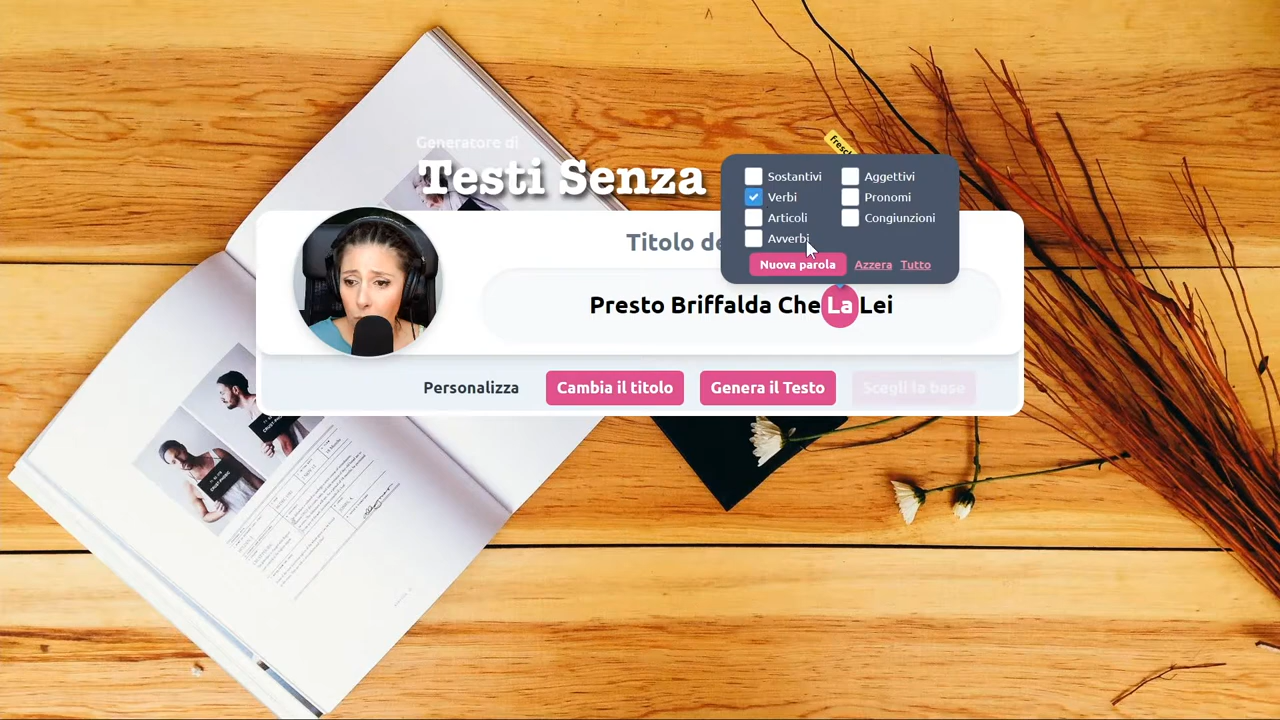 Generatore di
Testi Senza
fresch
Sostantivi Aggettivi
Verbi Pronomi
Articoli Congiunzioni
Avverbi
Nuova parola Azzera Tutto
Titolo de
Presto Briffalda Che La Lei
Personalizza Cambia il titolo Genera il Testo Scegli la base